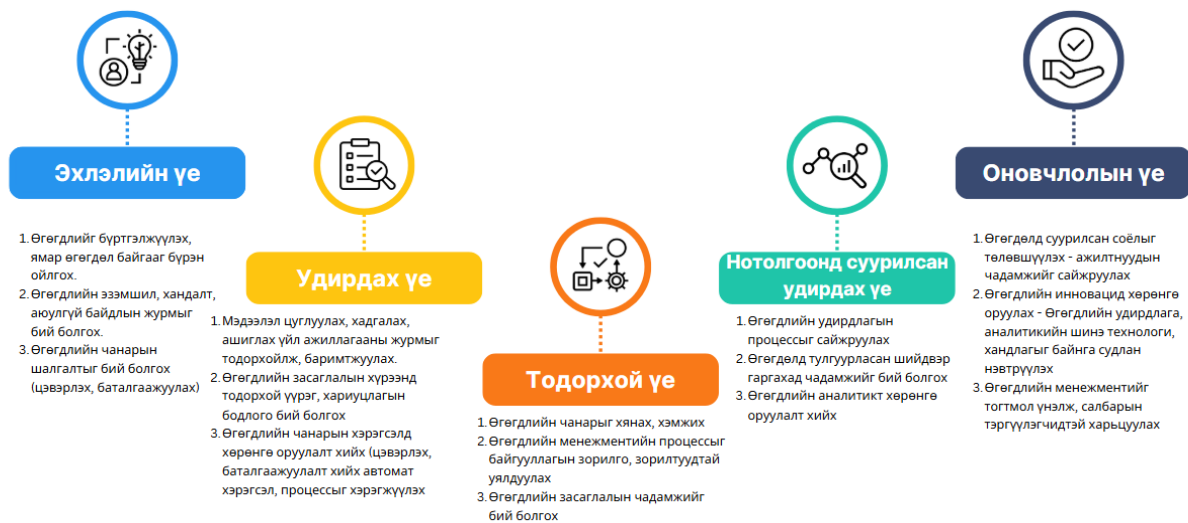 Эхлэлийн үе
1. Өгөгдлийг бүртгэлжүүлэх,
ямар өгөгдөл байгааг бүрэн
ойлгох.
2. Өгөгдлийн эзэмшил, хандалт,
аюулгүй байдлын журмыг
бий болгох.
3. Өгөгдлийн чанарын
шалгалтыг бий болгох
(цэвэрлэх, баталгаажуулах)
Удирдах үе
1. Мэдээлэл цуглуулах, хадгалах,
ашиглах үйл ажиллагааны журмыг
тодорхойлж, баримтжуулах.
2. Өгөгдлийн засаглалын хүрээнд
тодорхой үүрэг, хариуцлагын
бодлого бий болгох
3. Өгөгдлийн чанарын хэрэгсэлд
хөрөнгө оруулалт хийх (цэвэрлэх,
баталгаажуулалт хийх автомат
хэрэгсэл, процессыг хэрэгжүүлэх
Тодорхой үе
1. Өгөгдлийн чанарыг хянах, хэмжих
2. Өгөгдлийн менежментийн процессыг
байгууллагын зорилго, зорилтуудтай
уялдуулах
3. Өгөгдлийн засаглалын чадамжийг
бий болгох
Нотолгоонд суурилсан
удирдах үе
1. Өгөгдлийн удирдлагын
процессыг сайжруулах
2. Өгөгдөлд тулгуурласан шийдвэр
гаргахад чадамжийг бий болгох
3. Өгөгдлийн аналитикт хөрөнгө
оруулалт хийх
Оновчлолын үе
1. Өгөгдөлд суурилсан соёлыг
төлөвшүүлэх - ажилтнуудын
чадамжийг сайжруулах
2. Өгөгдлийн инновацид хөрөнгө
оруулах - Өгөгдлийн удирдлага,
аналитикийн шинэ технологи,
хандлагыг байнга судлан
нэвтрүүлэх
3. Өгөгдлийн менежментийг
тогтмол үнэлж, салбарын
тэргүүлэгчидтэй харьцуулах